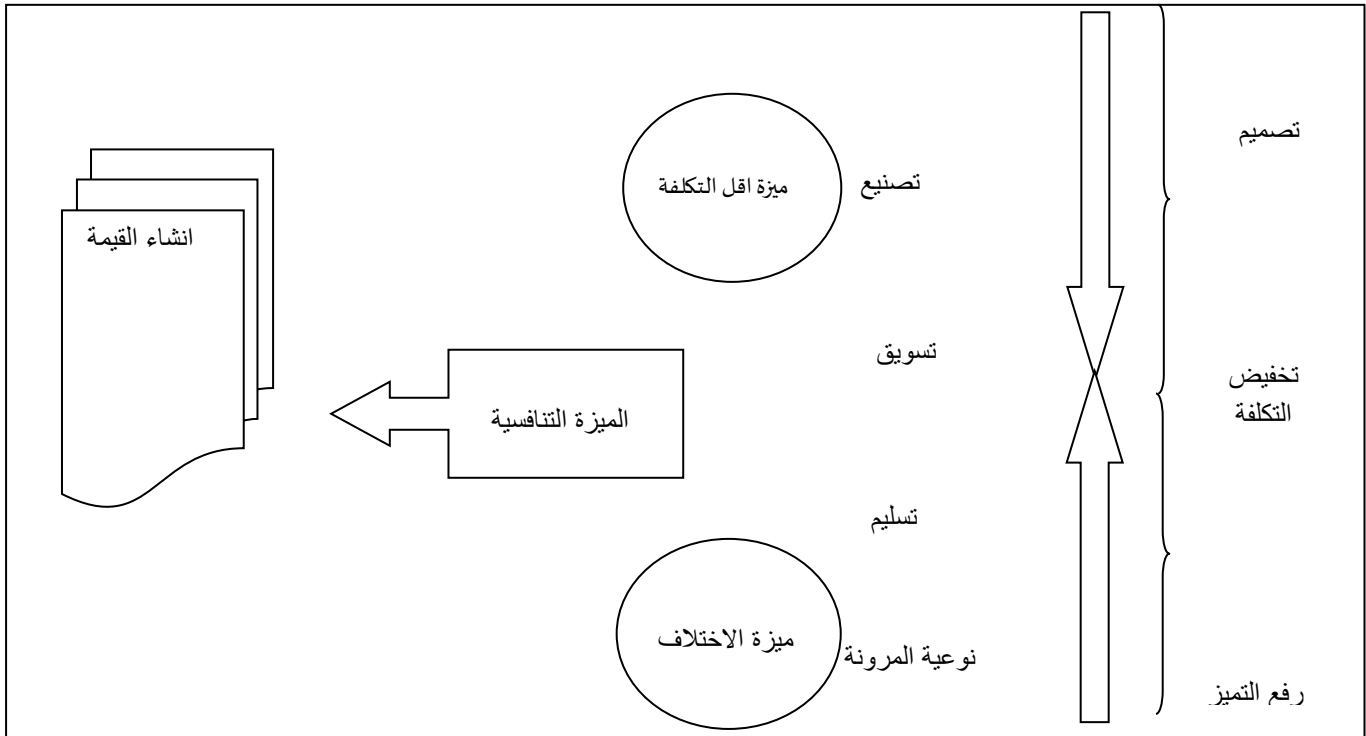 تصميم
تصنيع
ميزة اقل التكلفة
انشاء القيمة
تسويق
تخفيض
التكلفة
الميزة التنافسية
تسليم
ميزة الاختلاف
نوعية المرونة
رفع التميز